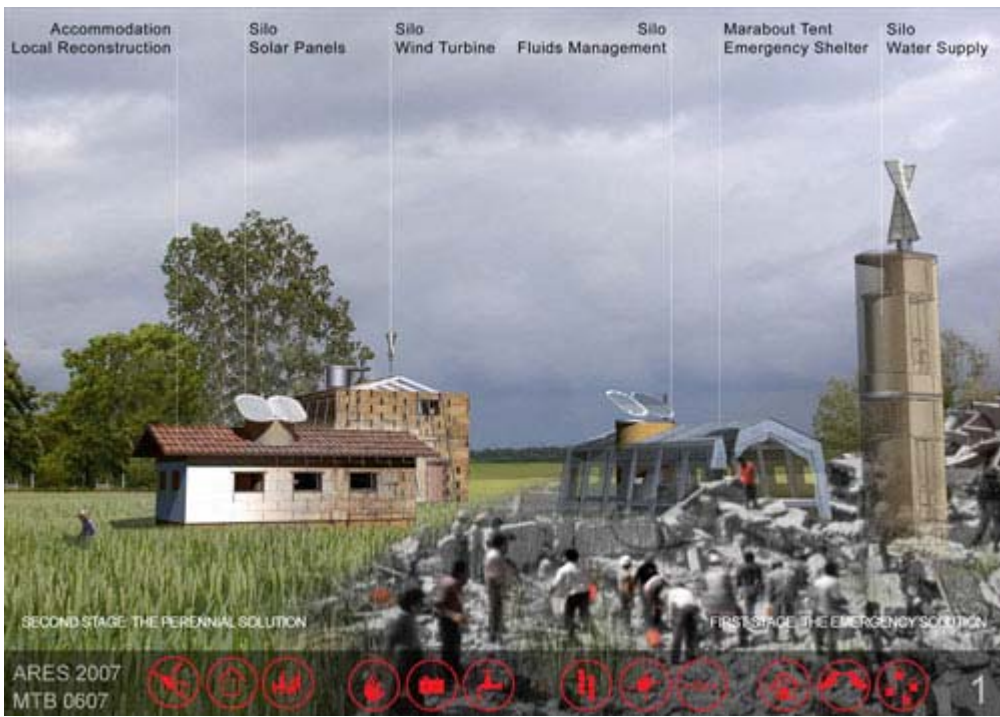 Accommodation
Local Reconstruction
Silo
Solar Panels
Silo
Wind Turbine
Silo
Fluids Management
Marabout Tent
Emergency Shelter
Silo
Water Supply
SECOND STAGE: THE PERENNIAL SOLUTION
FIRST STAGE: THE EMERGENCY SOLUTION
ARES 2007
MTB 0607
1